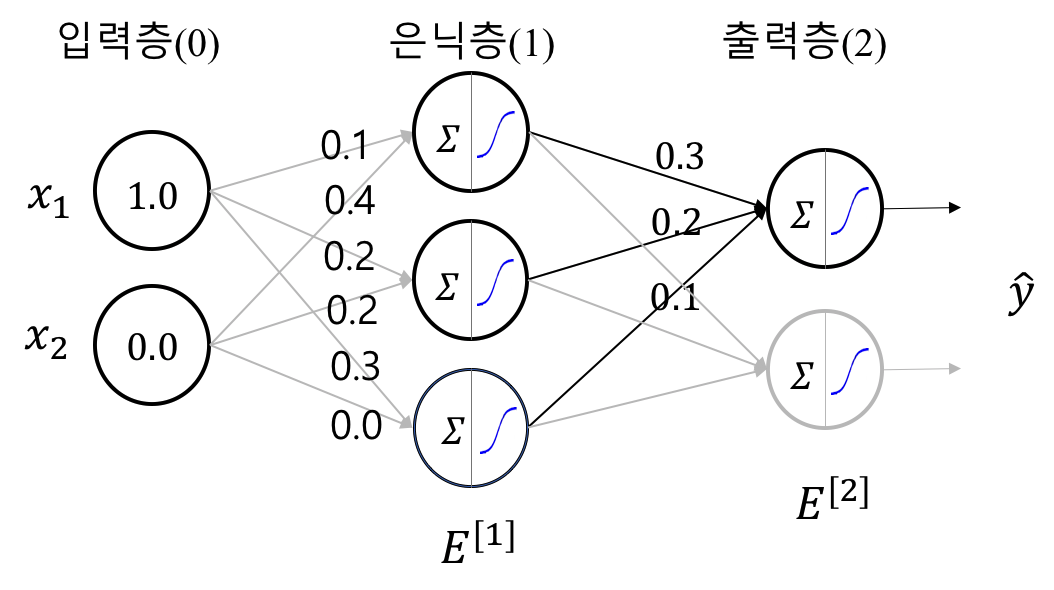 입력층(0)
은닉층(1)
출력층(2)
x₁
1.0
x₂
0.0
0.1
0.4
0.2
0.2
0.3
0.0
Σ
Σ
Σ
E^[1]
0.3
0.2
0.1
Σ
Σ
E^[2]
ŷ